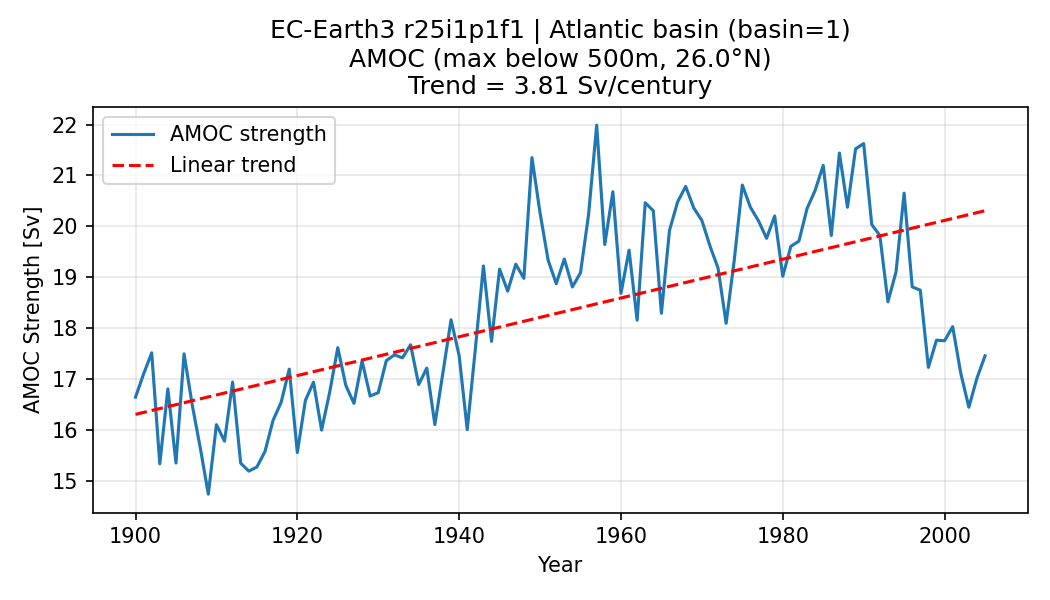 EC-Earth3 r25i1p1f1 | Atlantic basin (basin=1)
AMOC (max below 500m, 26.0°N)
Trend = 3.81 Sv/century
AMOC strength
Linear trend
AMOC Strength [Sv]
22
21
20
19
18
17
16
15
1900
1920
1940
1960
1980
2000
Year